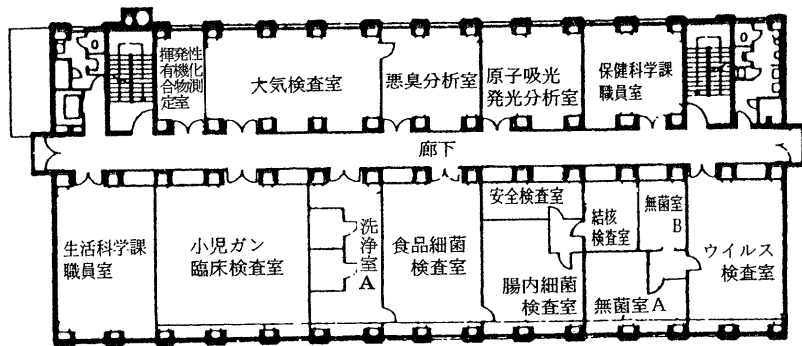 揮発性
有機化
合物測
定室
大気検査室
悪臭分析室
原子吸光
発光分析室
保健科学課
職員室
廊下
生活科学課
職員室
小児ガン
臨床検査室
洗浄室A
食品細菌
検査室
安全検査室
腸内細菌
検査室
結核
検査室
無菌室
B
無菌室A
ウイルス
検査室